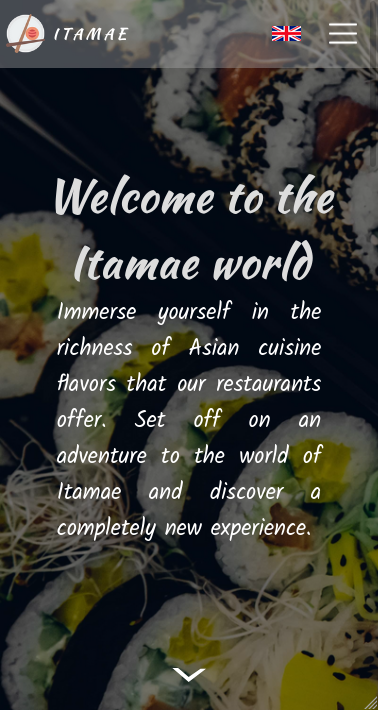 ITAMAE
Welcome to the
Itamae world
Immerse yourself in the
richness of Asian cuisine
flavors that our restaurants
offer. Set off on an
adventure to the world of
Itamae and discover a
completely new experience.